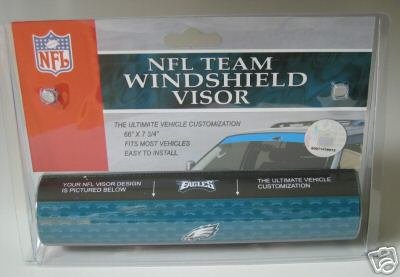 NFL
NFL TEAM
WINDSHIELD
VISOR
THE ULTIMATE VEHICLE CUSTOMIZATION
66" X 7 3/4"
FITS MOST VEHICLES
EASY TO INSTALL
YOUR NFL VISOR DESIGN
IS PICTURED BELOW
EAGLES
THE ULTIMATE VEHICLE
CUSTOMIZATION